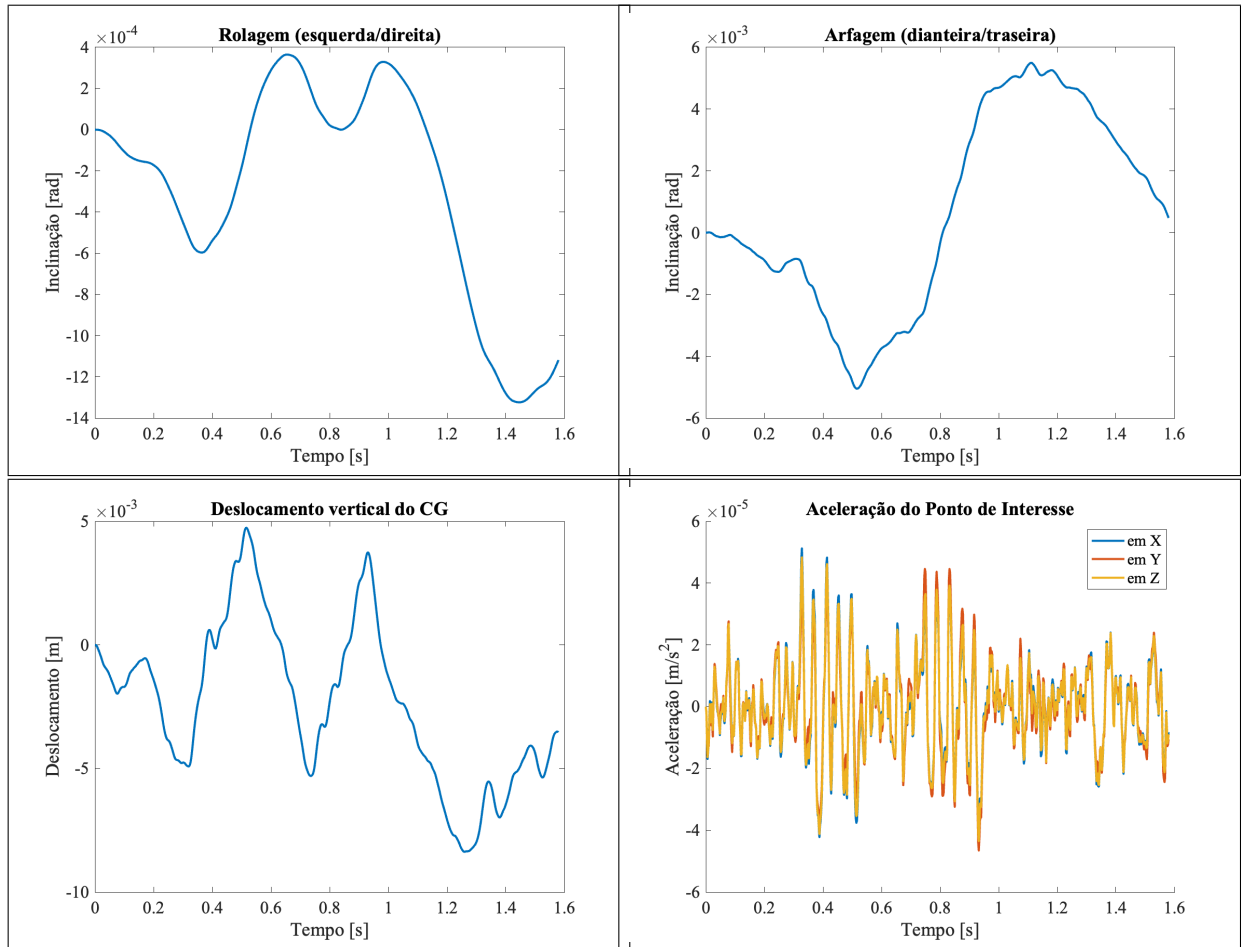 Rolagem (esquerda/direita)
×10⁻⁴
4
2
0
-2
-4
-6
-8
-10
-12
-14
Inclinação [rad]
0 0.2 0.4 0.6 0.8 1 1.2 1.4 1.6
Tempo [s]
Arfagem (dianteira/traseira)
×10⁻³
6
4
2
0
-2
-4
-6
Inclinação [rad]
0 0.2 0.4 0.6 0.8 1 1.2 1.4 1.6
Tempo [s]
Deslocamento vertical do CG
×10⁻³
5
0
-5
-10
Deslocamento [m]
0 0.2 0.4 0.6 0.8 1 1.2 1.4 1.6
Tempo [s]
Aceleração do Ponto de Interesse
×10⁻⁵
6
4
2
0
-2
-4
-6
Aceleração [m/s²]
em X
em Y
em Z
0 0.2 0.4 0.6 0.8 1 1.2 1.4 1.6
Tempo [s]